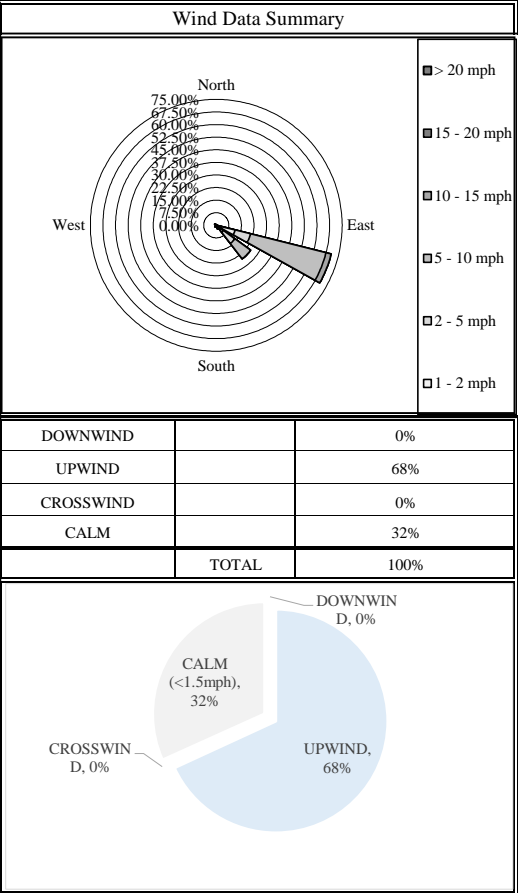 Wind Data Summary
North
75.00%
67.50%
60.00%
52.50%
45.00%
37.50%
30.00%
22.50%
15.00%
7.50%
0.00%
West
East
South
> 20 mph
15 - 20 mph
10 - 15 mph
5 - 10 mph
2 - 5 mph
1 - 2 mph
DOWNWIND 0%
UPWIND 68%
CROSSWIND 0%
CALM 32%
TOTAL 100%
DOWNWIN
D, 0%
CALM
(<1.5mph),
32%
CROSSWIN
D, 0%
UPWIND,
68%